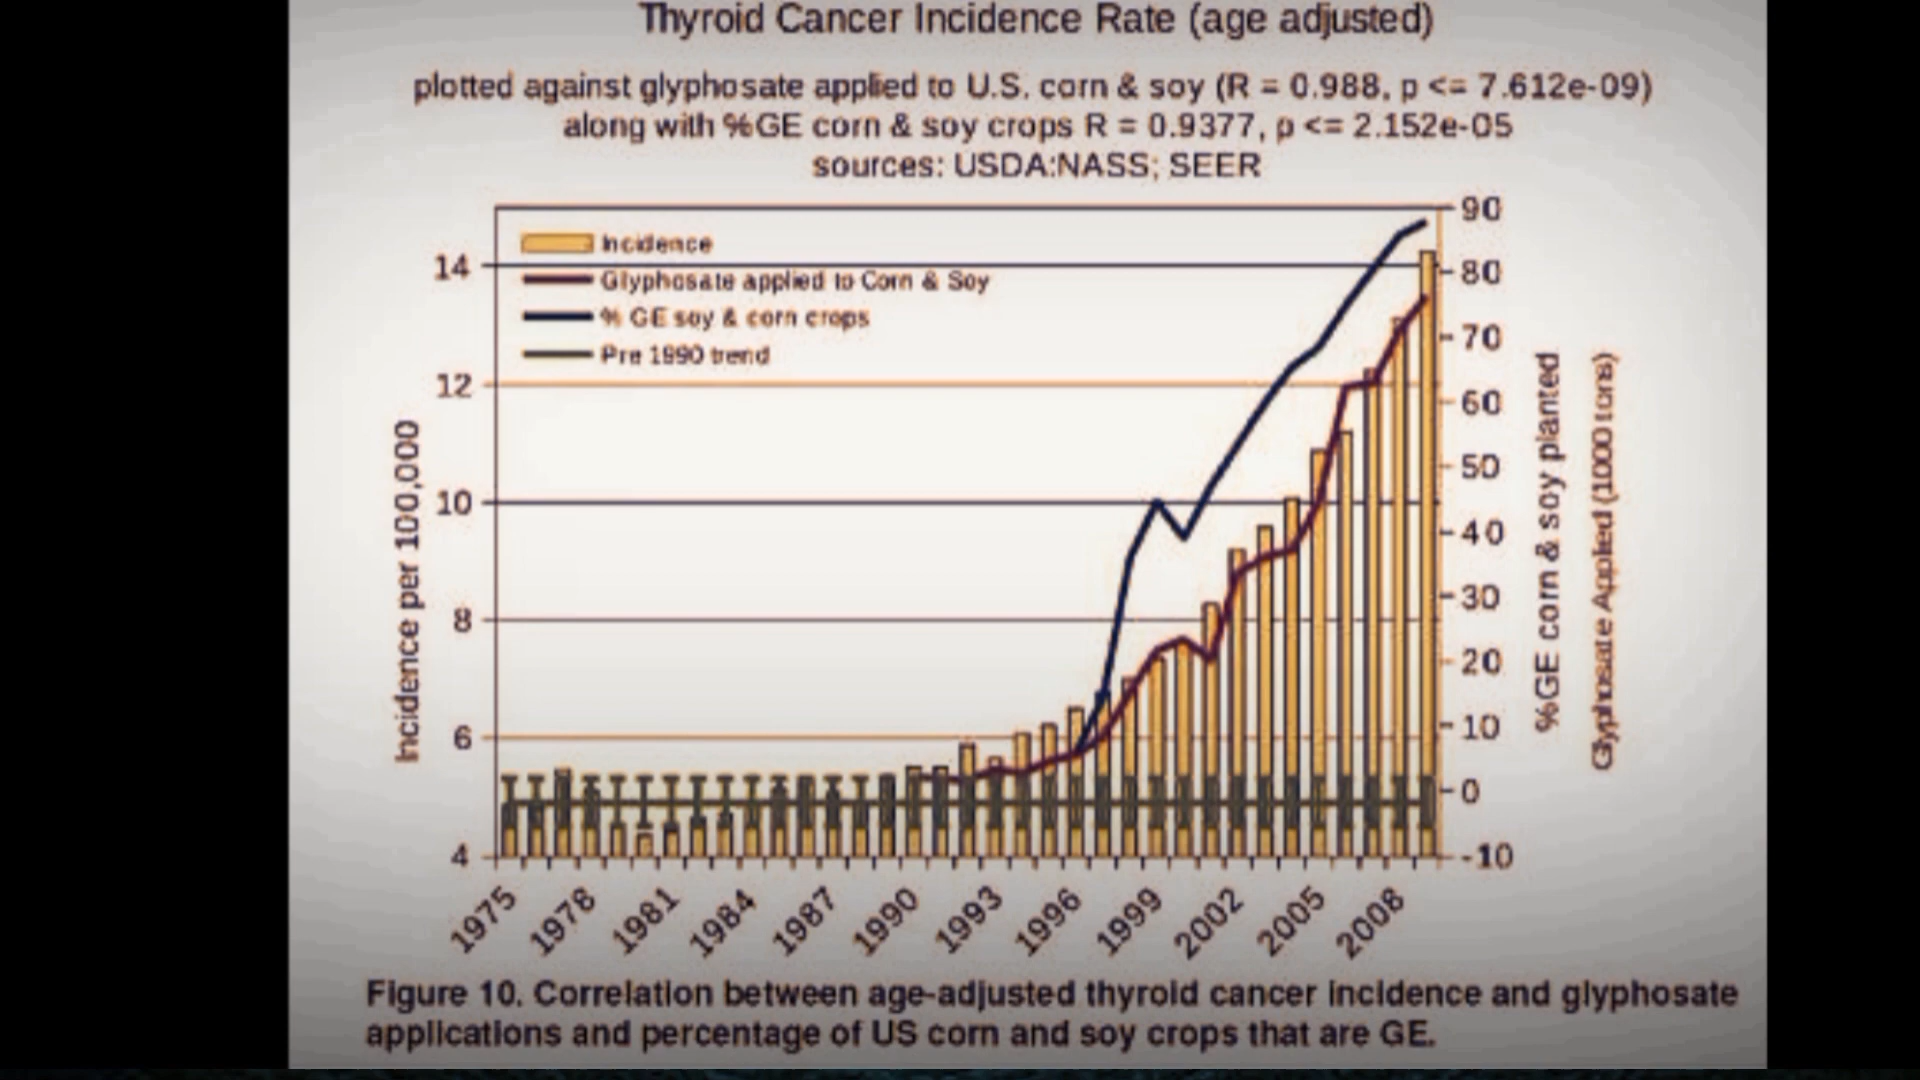 Thyroid Cancer Incidence Rate (age adjusted)
plotted against glyphosate applied to U.S. corn & soy (R = 0.988, p <= 7.612e-09)
along with %GE corn & soy crops R = 0.9377, p <= 2.152e-05
sources: USDA:NASS; SEER
Incidence
Glyphosate applied to Corn & Soy
% GE soy & corn crops
Pre 1990 trend
Incidence per 100,000
14
12
10
8
6
4
90
80
70
60
50
40
30
20
10
0
-10
%GE corn & soy planted
Glyphosate Applied (1000 tons)
1975
1978
1981
1984
1987
1990
1993
1996
1999
2002
2005
2008
Figure 10. Correlation between age-adjusted thyroid cancer incidence and glyphosate
applications and percentage of US corn and soy crops that are GE.